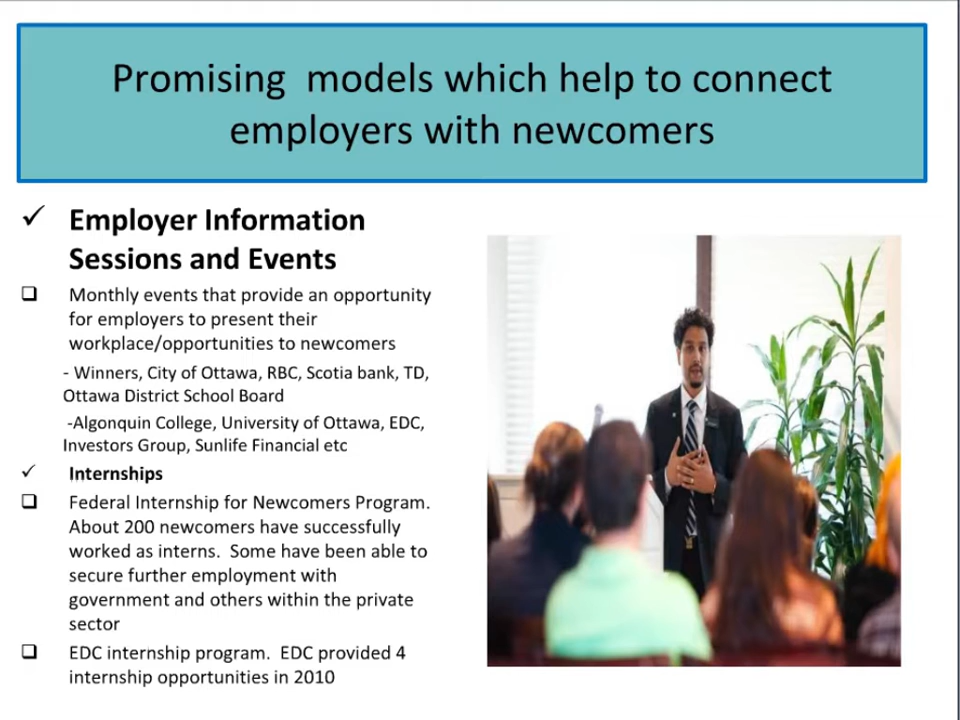 Promising  models which help to connect
employers with newcomers
Employer Information
Sessions and Events
Monthly events that provide an opportunity
for employers to present their
workplace/opportunities to newcomers
- Winners, City of Ottawa, RBC, Scotia bank, TD,
Ottawa District School Board
-Algonquin College, University of Ottawa, EDC,
Investors Group, Sunlife Financial etc
Internships
Federal Internship for Newcomers Program.
About 200 newcomers have successfully
worked as interns.  Some have been able to
secure further employment with
government and others within the private
sector
EDC internship program.  EDC provided 4
internship opportunities in 2010